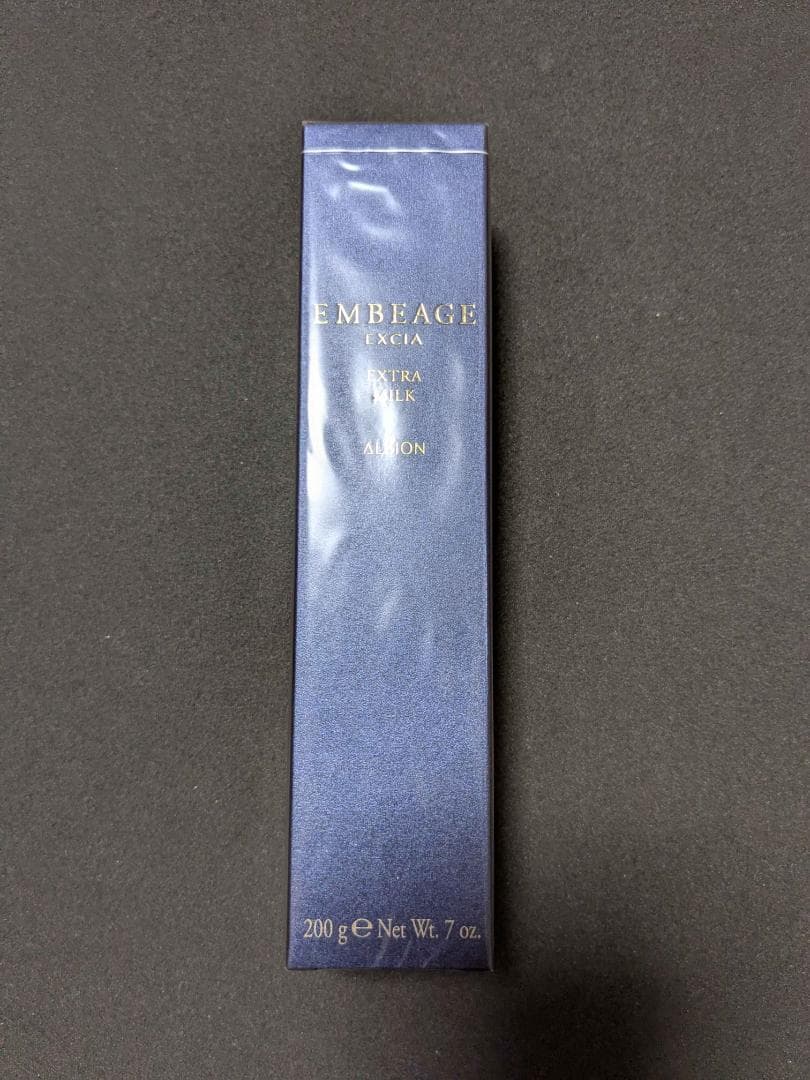 EMBEAGE
EXCIA
EXTRA
MILK
ALBION
200 g ℮ Net Wt. 7 oz.